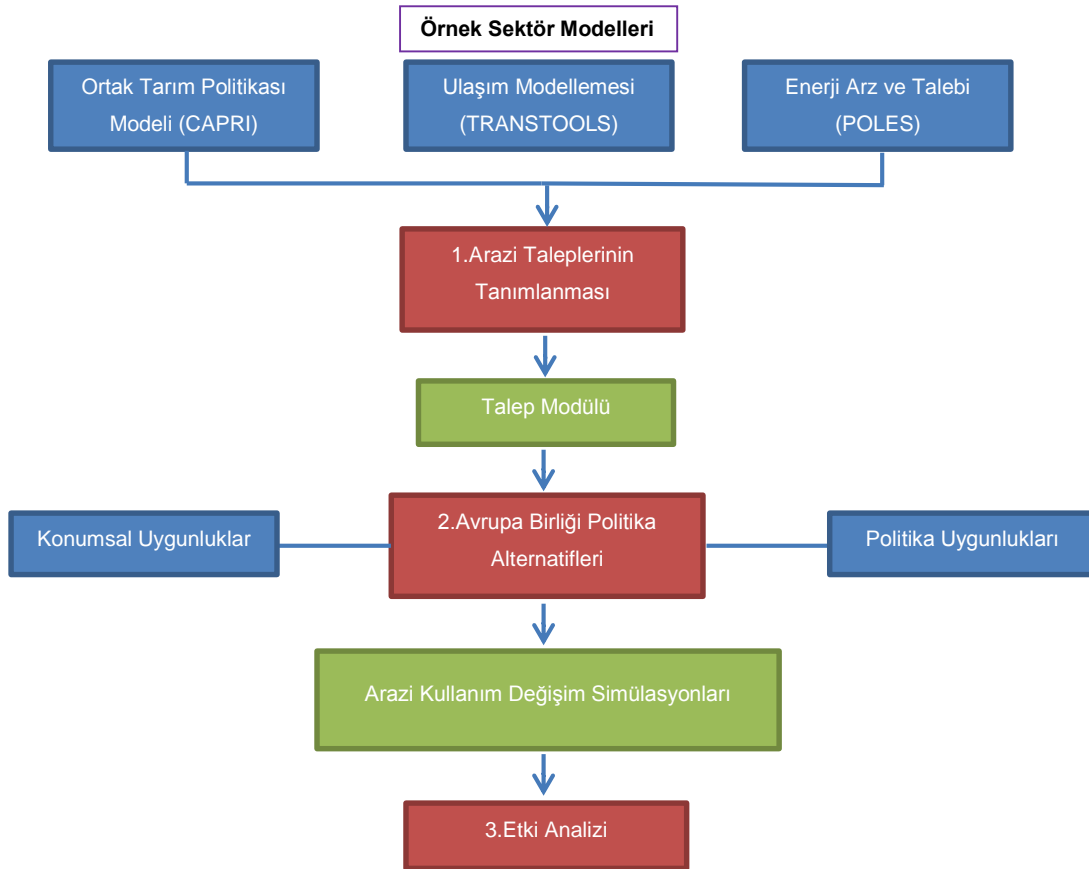 Örnek Sektör Modelleri
Ortak Tarım Politikası
Modeli (CAPRI)
Ulaşım Modellemesi
(TRANSTOOLS)
Enerji Arz ve Talebi
(POLES)
1.Arazi Taleplerinin
Tanımlanması
Talep Modülü
Konumsal Uygunluklar
2.Avrupa Birliği Politika
Alternatifleri
Politika Uygunlukları
Arazi Kullanım Değişim Simülasyonları
3.Etki Analizi